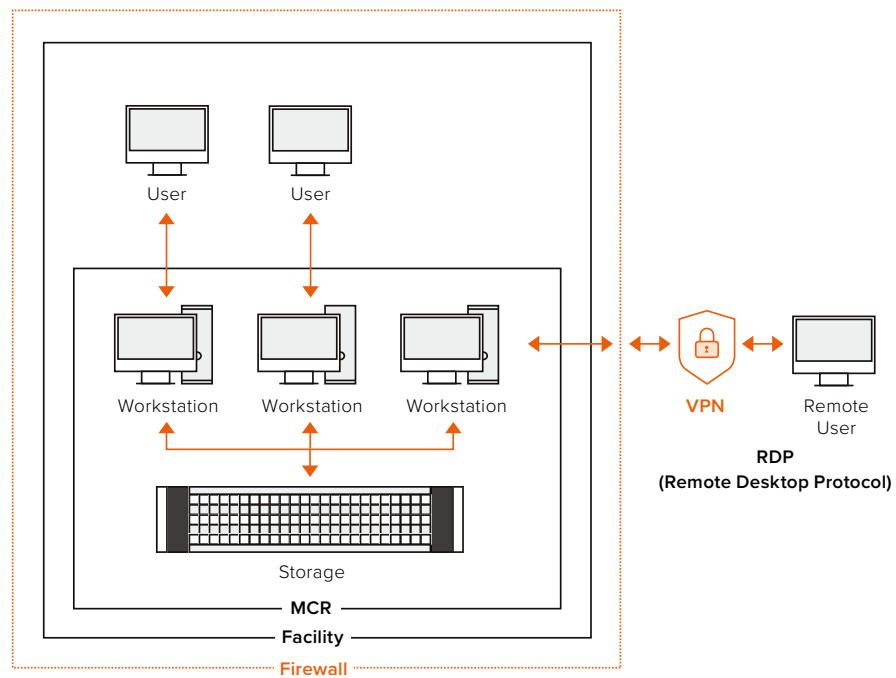 User User
Workstation Workstation Workstation
VPN
Remote
User
RDP
(Remote Desktop Protocol)
Storage
MCR
Facility
Firewall